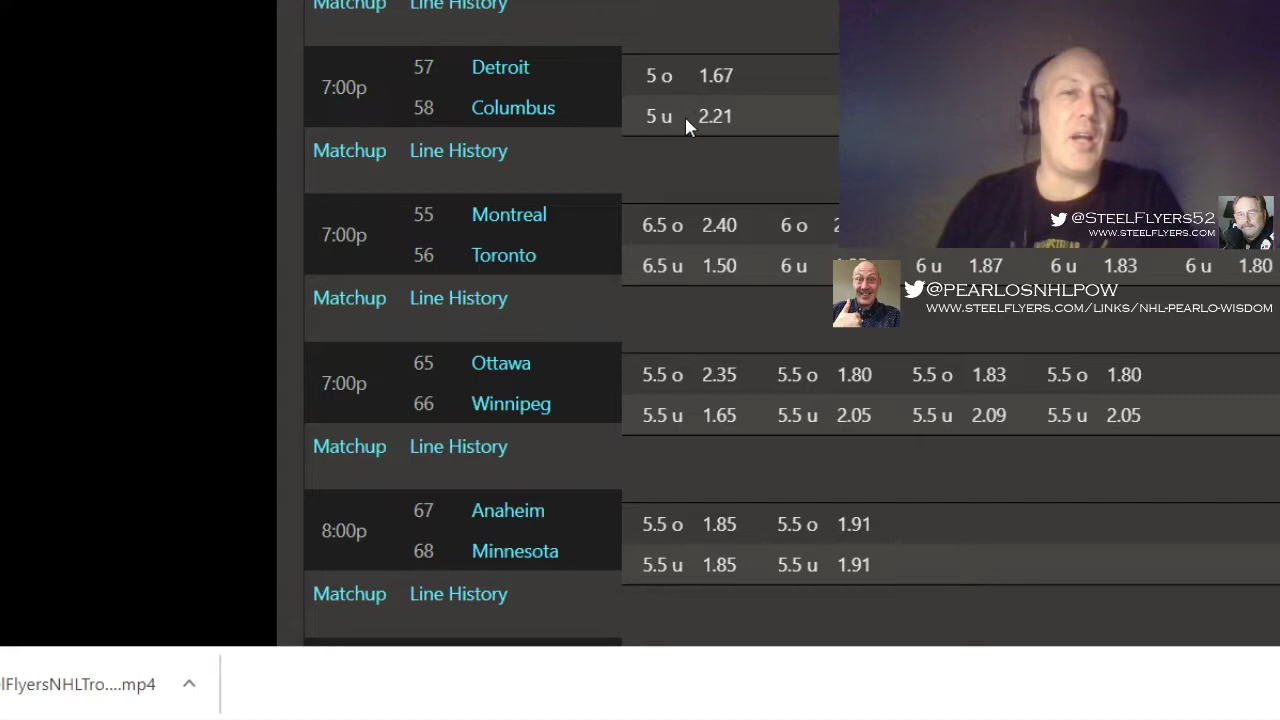 Matchup Line History
7:00p
57 Detroit 5 o 1.67
58 Columbus 5 u 2.21
Matchup Line History
7:00p
55 Montreal 6.5 o 2.40 6 o
56 Toronto 6.5 u 1.50 6 u 6 u 1.87 6 u 1.83 6 u 1.80
Matchup Line History
7:00p
65 Ottawa 5.5 o 2.35 5.5 o 1.80 5.5 o 1.83 5.5 o 1.80
66 Winnipeg 5.5 u 1.65 5.5 u 2.05 5.5 u 2.09 5.5 u 2.05
Matchup Line History
8:00p
67 Anaheim 5.5 o 1.85 5.5 o 1.91
68 Minnesota 5.5 u 1.85 5.5 u 1.91
Matchup Line History
@SteelFlyers52
www.steelflyers.com
@PEARLOSNHLPOW
www.steelflyers.com/links/nhl-pearlo-wisdom
elFlyersNHLTro....mp4